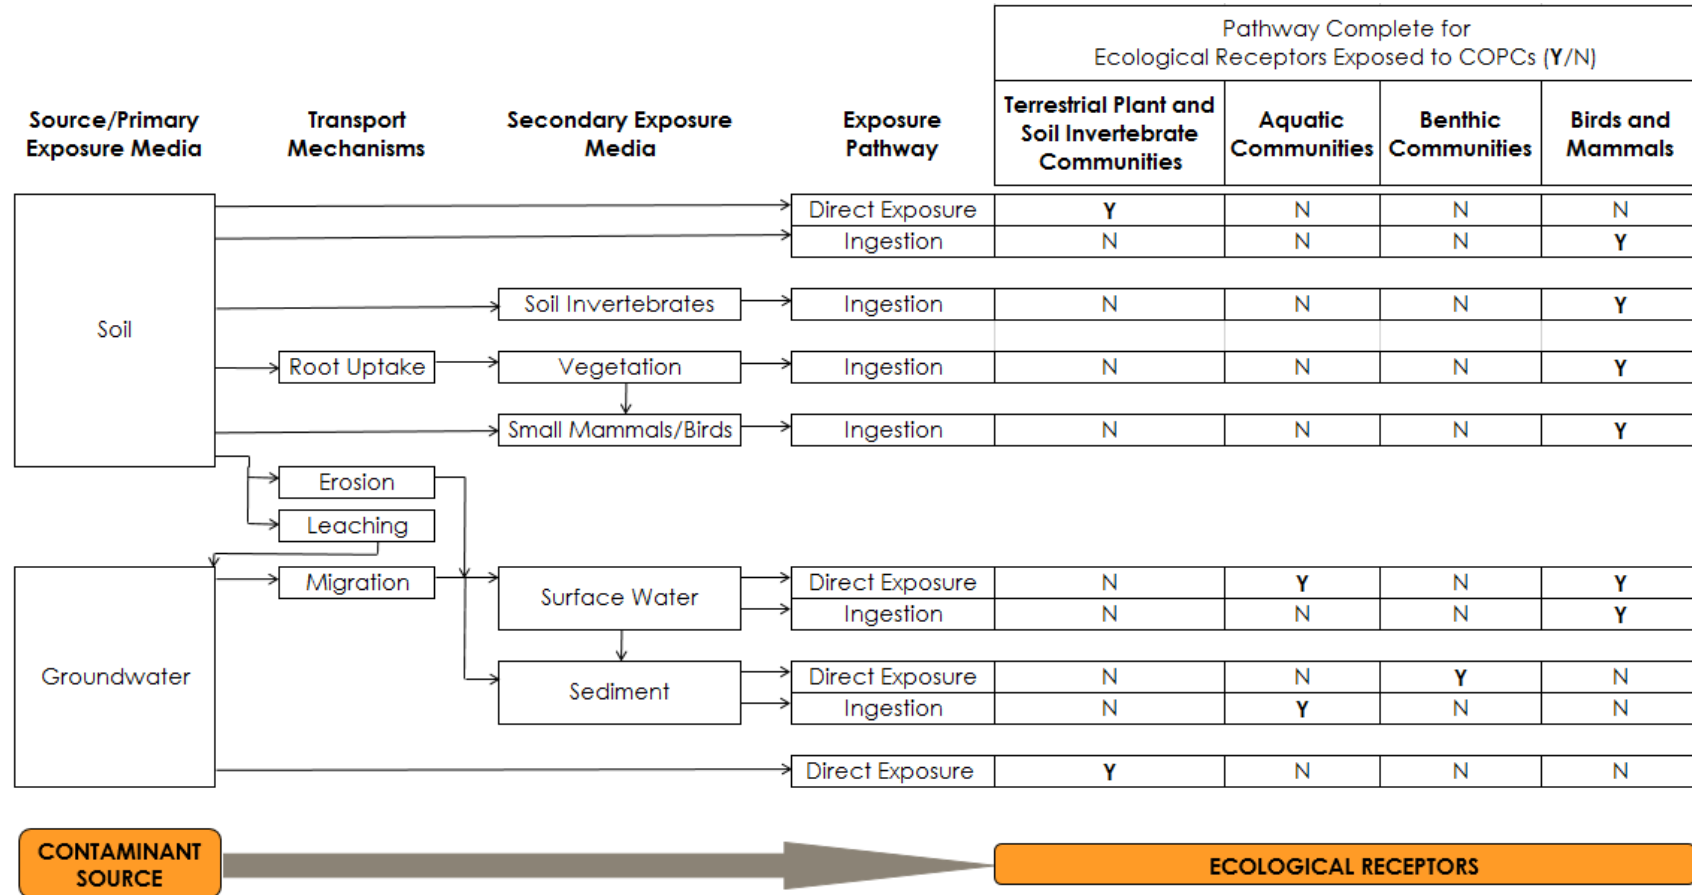 Pathway Complete for
Ecological Receptors Exposed to COPCs (Y/N)
Source/Primary
Exposure Media
Transport
Mechanisms
Secondary Exposure
Media
Exposure
Pathway
Terrestrial Plant and
Soil Invertebrate
Communities
Aquatic
Communities
Benthic
Communities
Birds and
Mammals
Soil
Direct Exposure Y N N N
Ingestion N N N Y
Soil Invertebrates Ingestion N N N Y
Root Uptake Vegetation Ingestion N N N Y
Small Mammals/Birds Ingestion N N N Y
Erosion
Leaching
Groundwater
Migration
Surface Water
Direct Exposure N Y N Y
Ingestion N N N Y
Sediment
Direct Exposure N N Y N
Ingestion N Y N N
Direct Exposure Y N N N
CONTAMINANT
SOURCE
ECOLOGICAL RECEPTORS